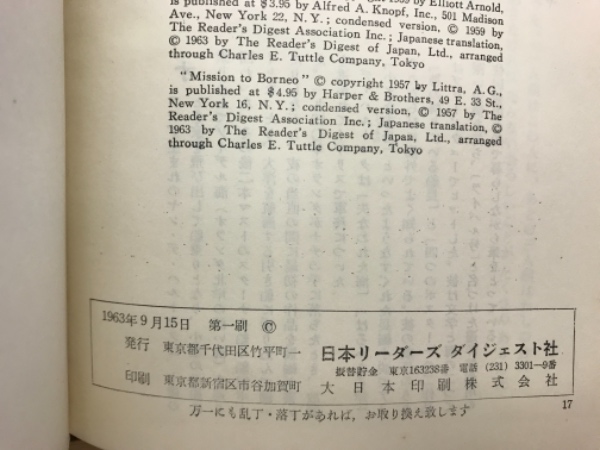 is published at $3.95 by Alfred A. Knopf, Inc., 501 Madison
Ave., New York 22, N. Y. ; condensed version, © 1959 by
The Reader's Digest Association Inc. ; Japanese translation,
© 1963 by The Reader's Digest of Japan, Ltd., arranged
through Charles E. Tuttle Company, Tokyo
"Mission to Borneo" © copyright 1957 by Littra, A. G.,
is published at $4.95 by Harper & Brothers, 49 E. 33 St.,
New York 16, N. Y. ; condensed version, © 1957 by The
Reader's Digest Association Inc. ; Japanese translation, ©
1963 by The Reader's Digest of Japan, Ltd., arranged
through Charles E. Tuttle Company, Tokyo
1963年9月15日 第一刷 ©
発行 東京都千代田区竹平町一 日本リーダーズ ダイジェスト社
振替貯金 東京163238番 電話 (231) 3301―9番
印刷 東京都新宿区市谷加賀町 大日本印刷株式会社
万一にも乱丁・落丁があれば,お取り換え致します
17